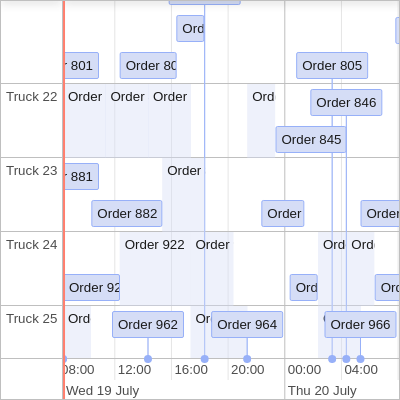 Ord
r 801 Order 80 Order 805
Truck 22 Order Order Order Ord Order 846
Order 845
Truck 23 r 881 Order
Order 882 Order Order
Truck 24 Order 922 Order Ord Ord
Order 92 Ord Ord
Truck 25 Ord Order 962 Or Order 964 Order 966
08:00 12:00 16:00 20:00 00:00 04:00
Wed 19 July Thu 20 July